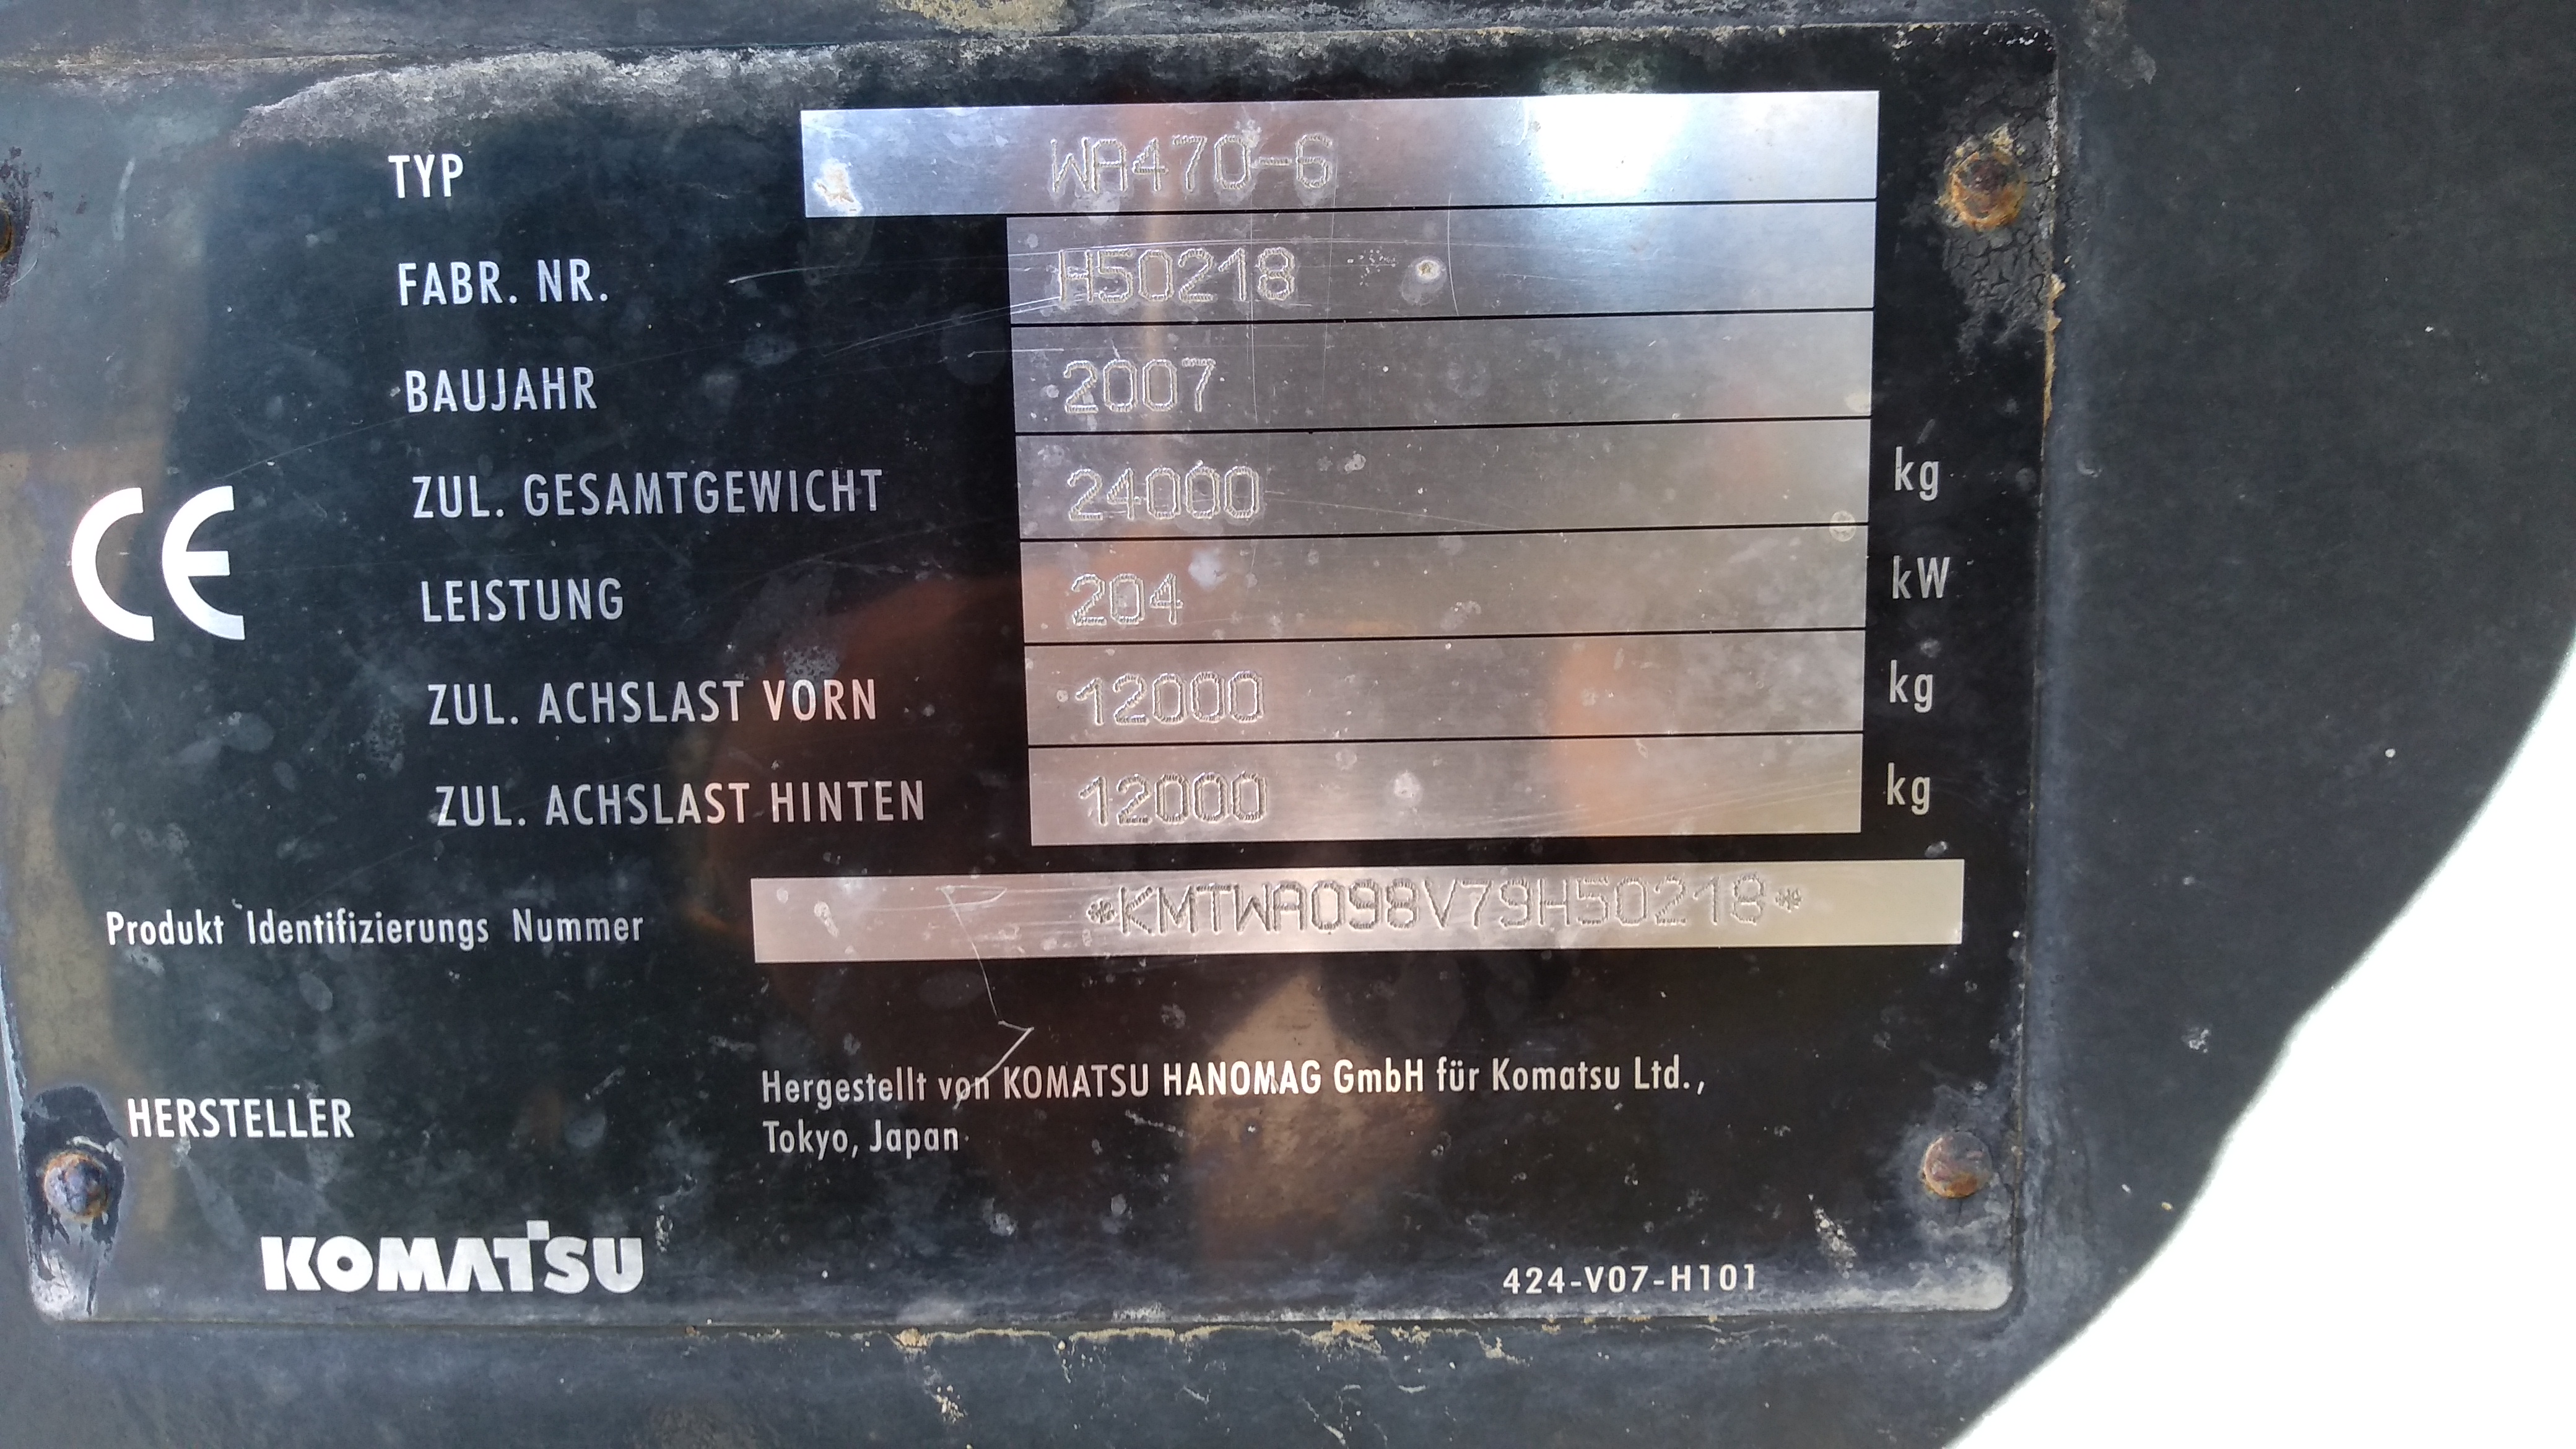 TYP WA470-6
FABR. NR. H50218
BAUJAHR 2007
ZUL. GESAMTGEWICHT 24000 kg
CE
LEISTUNG 204 kW
ZUL. ACHSLAST VORN 12000 kg
ZUL. ACHSLAST HINTEN 12000 kg
Produkt Identifizierungs Nummer *KMTWA098V79H50218*
HERSTELLER Hergestellt von KOMATSU HANOMAG GmbH für Komatsu Ltd.,
Tokyo, Japan
KOMATSU
424-V07-H101